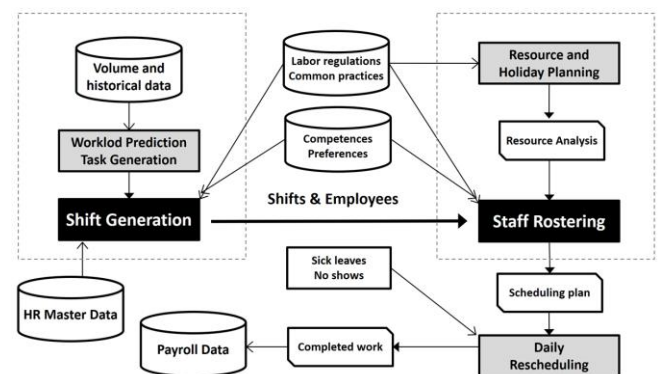 Volume and
historical data
Worklod Prediction
Task Generation
Shift Generation
HR Master Data
Labor regulations
Common practices
Competences
Preferences
Shifts & Employees
Resource and
Holiday Planning
Resource Analysis
Staff Rostering
Sick leaves
No shows
Scheduling plan
Payroll Data
Completed work
Daily
Rescheduling